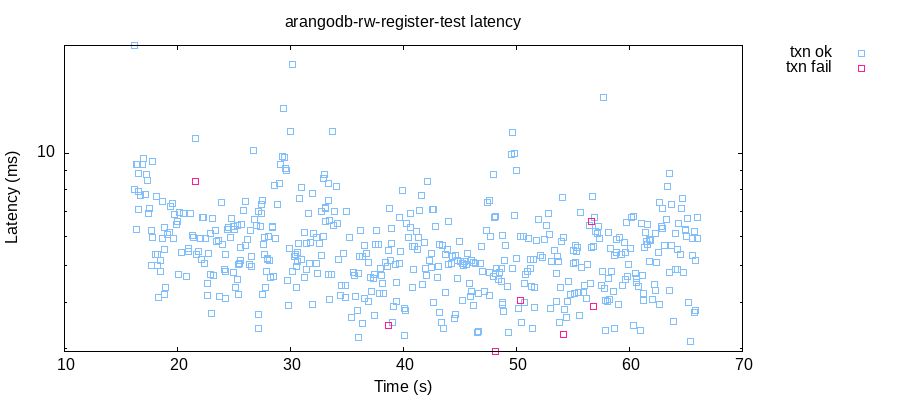 arangodb-rw-register-test latency
txn ok
txn fail
Latency (ms)
10
10 20 30 40 50 60 70
Time (s)